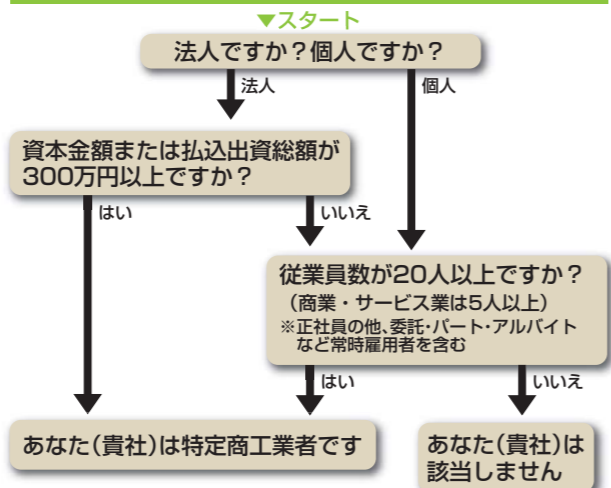 ▼スタート
法人ですか？個人ですか？
法人
個人
資本金額または払込出資総額が
300万円以上ですか？
はい
いいえ
従業員数が20人以上ですか？
（商業・サービス業は5人以上）
※正社員の他、委託・パート・アルバイト
など常時雇用者を含む
はい
いいえ
あなた（貴社）は特定商工業者です
あなた（貴社）は
該当しません